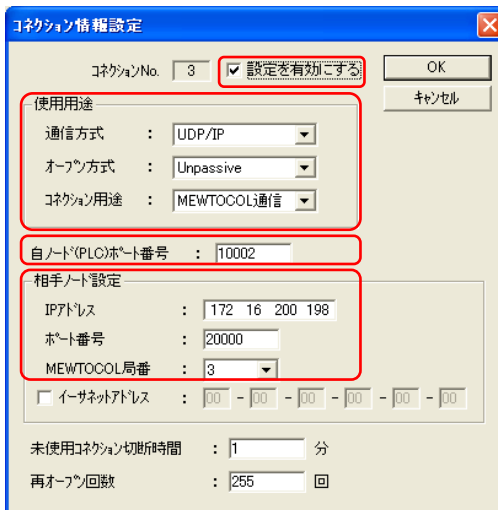 コネクション情報設定
コネクションNo. 3 設定を有効にする OK
キャンセル
使用用途
通信方式 : UDP/IP
オープン方式 : Unpassive
コネクション用途 : MEWTOCOL通信
自ノード(PLC)ポート番号 : 10002
相手ノード設定
IPアドレス : 172 16 200 198
ポート番号 : 20000
MEWTOCOL局番 : 3
イーサネットアドレス : 00 - 00 - 00 - 00 - 00 - 00
未使用コネクション切断時間 : 1 分
再オープン回数 : 255 回